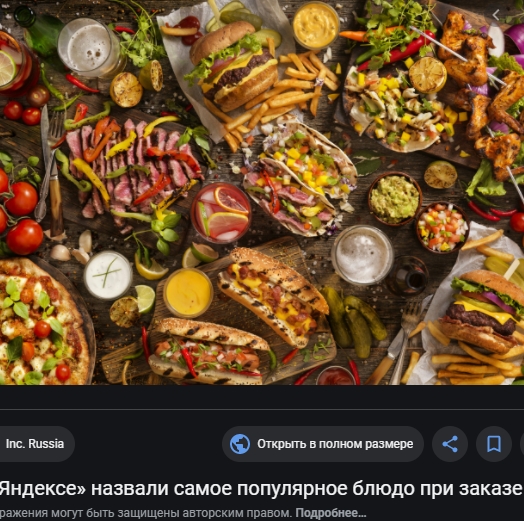 Inc. Russia
Открыть в полном размере
Яндексе» назвали самое популярное блюдо при заказе
ражения могут быть защищены авторским правом. Подробнее...